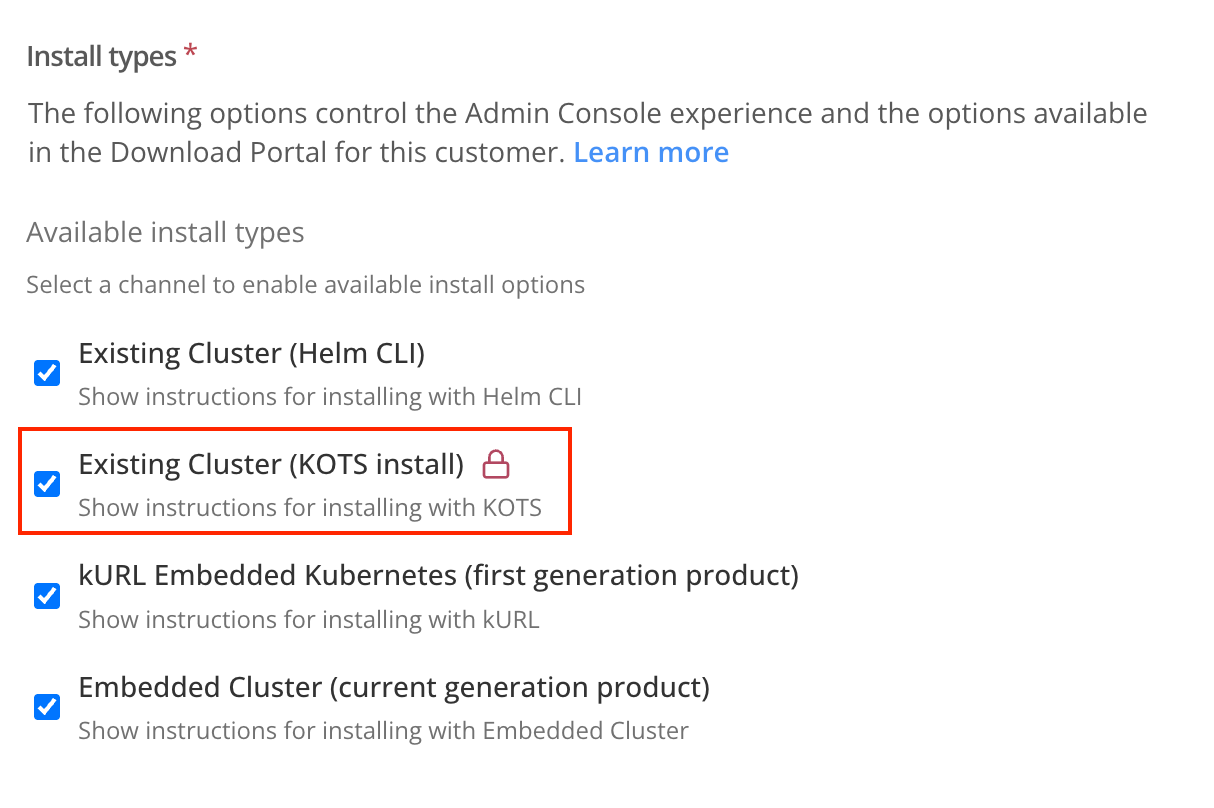 Install types *
The following options control the Admin Console experience and the options available
in the Download Portal for this customer. Learn more
Available install types
Select a channel to enable available install options
Existing Cluster (Helm CLI)
Show instructions for installing with Helm CLI
Existing Cluster (KOTS install)
Show instructions for installing with KOTS
kURL Embedded Kubernetes (first generation product)
Show instructions for installing with kURL
Embedded Cluster (current generation product)
Show instructions for installing with Embedded Cluster